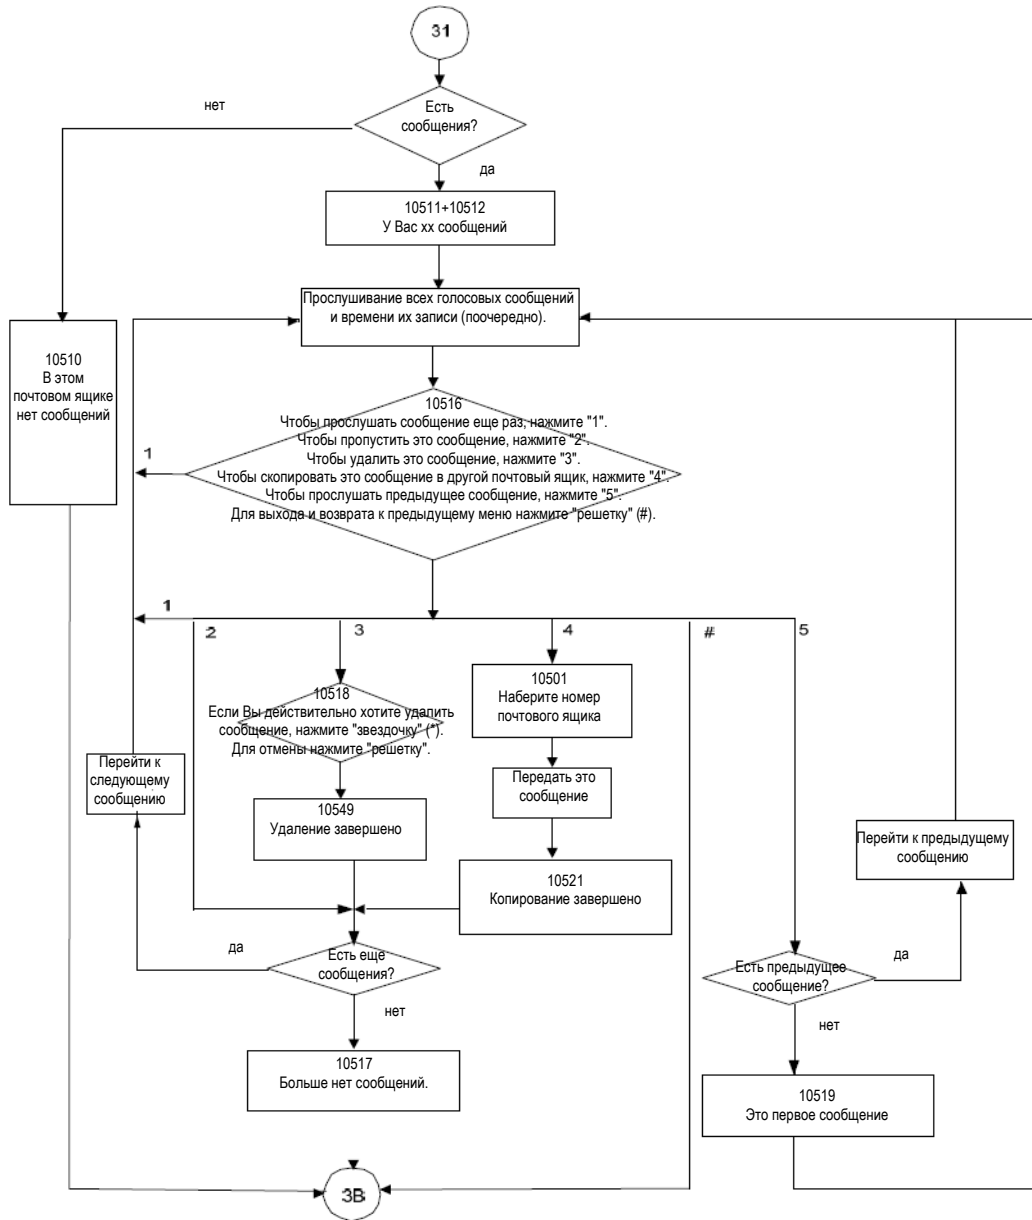 31
Есть
сообщения?
нет
да
10511+10512
У Вас хх сообщений
Прослушивание всех голосовых сообщений
и времени их записи (поочередно).
10510
В этом
почтовом ящике
нет сообщений
10516
Чтобы прослушать сообщение еще раз, нажмите "1".
Чтобы пропустить это сообщение, нажмите "2".
Чтобы удалить это сообщение, нажмите "3".
Чтобы скопировать это сообщение в другой почтовый ящик, нажмите "4".
Чтобы прослушать предыдущее сообщение, нажмите "5".
Для выхода и возврата к предыдущему меню нажмите "решетку" (#).
1
1
2
3
4
#
5
10518
Если Вы действительно хотите удалить
сообщение, нажмите "звездочку" (*).
Для отмены нажмите "решетку".
10501
Наберите номер
почтового ящика
Перейти к
следующему
сообщению
Передать это
сообщение
10549
Удаление завершено
Перейти к предыдущему
сообщению
10521
Копирование завершено
да
Есть еще
сообщения?
нет
Есть предыдущее
сообщение?
да
нет
10517
Больше нет сообщений.
10519
Это первое сообщение
3B